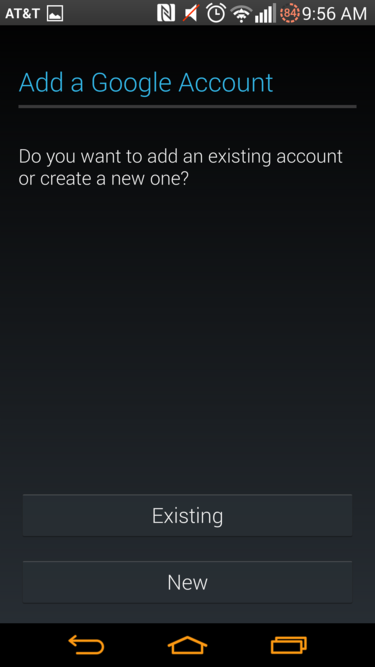 AT&T 84 9:56 AM
Add a Google Account
Do you want to add an existing account
or create a new one?
Existing
New